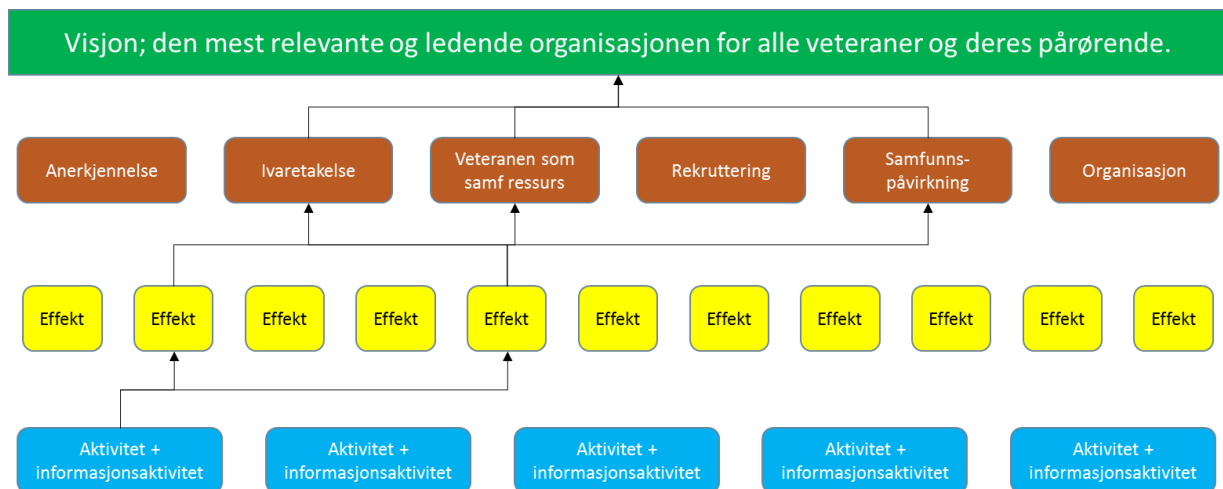 Visjon; den mest relevante og ledende organisasjonen for alle veteraner og deres pårørende.
Anerkjennelse
Ivaretakelse
Veteranen som
samf ressurs
Rekruttering
Samfunns-
påvirkning
Organisasjon
Effekt
Effekt
Effekt
Effekt
Effekt
Effekt
Effekt
Effekt
Effekt
Effekt
Effekt
Aktivitet +
informasjonsaktivitet
Aktivitet +
informasjonsaktivitet
Aktivitet +
informasjonsaktivitet
Aktivitet +
informasjonsaktivitet
Aktivitet +
informasjonsaktivitet